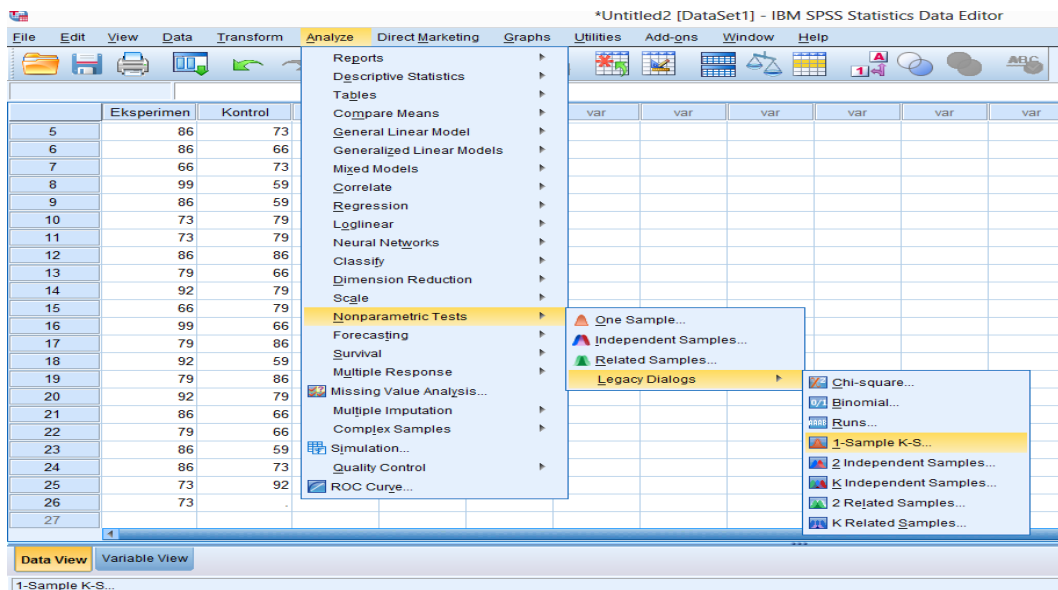 *Untitled2 [DataSet1] - IBM SPSS Statistics Data Editor
File Edit View Data Transform Analyze Direct Marketing Graphs Utilities Add-ons Window Help
Reports
Descriptive Statistics
Tables
Compare Means
General Linear Model
Generalized Linear Models
Mixed Models
Correlate
Regression
Loglinear
Neural Networks
Classify
Dimension Reduction
Scale
Nonparametric Tests
Forecasting
Survival
Multiple Response
Missing Value Analysis...
Multiple Imputation
Complex Samples
Simulation...
Quality Control
ROC Curve...
One Sample...
Independent Samples...
Related Samples...
Legacy Dialogs
Chi-square...
Binomial...
Runs...
1-Sample K-S...
2 Independent Samples...
K Independent Samples...
2 Related Samples...
K Related Samples...
Eksperimen Kontrol var var var var var var
5 86 73
6 86 66
7 66 73
8 99 59
9 86 59
10 73 79
11 73 79
12 86 86
13 79 66
14 92 79
15 66 79
16 99 66
17 79 86
18 92 59
19 79 86
20 92 79
21 86 66
22 79 66
23 86 59
24 86 73
25 73 92
26 73 .
27
Data View Variable View
1-Sample K-S...